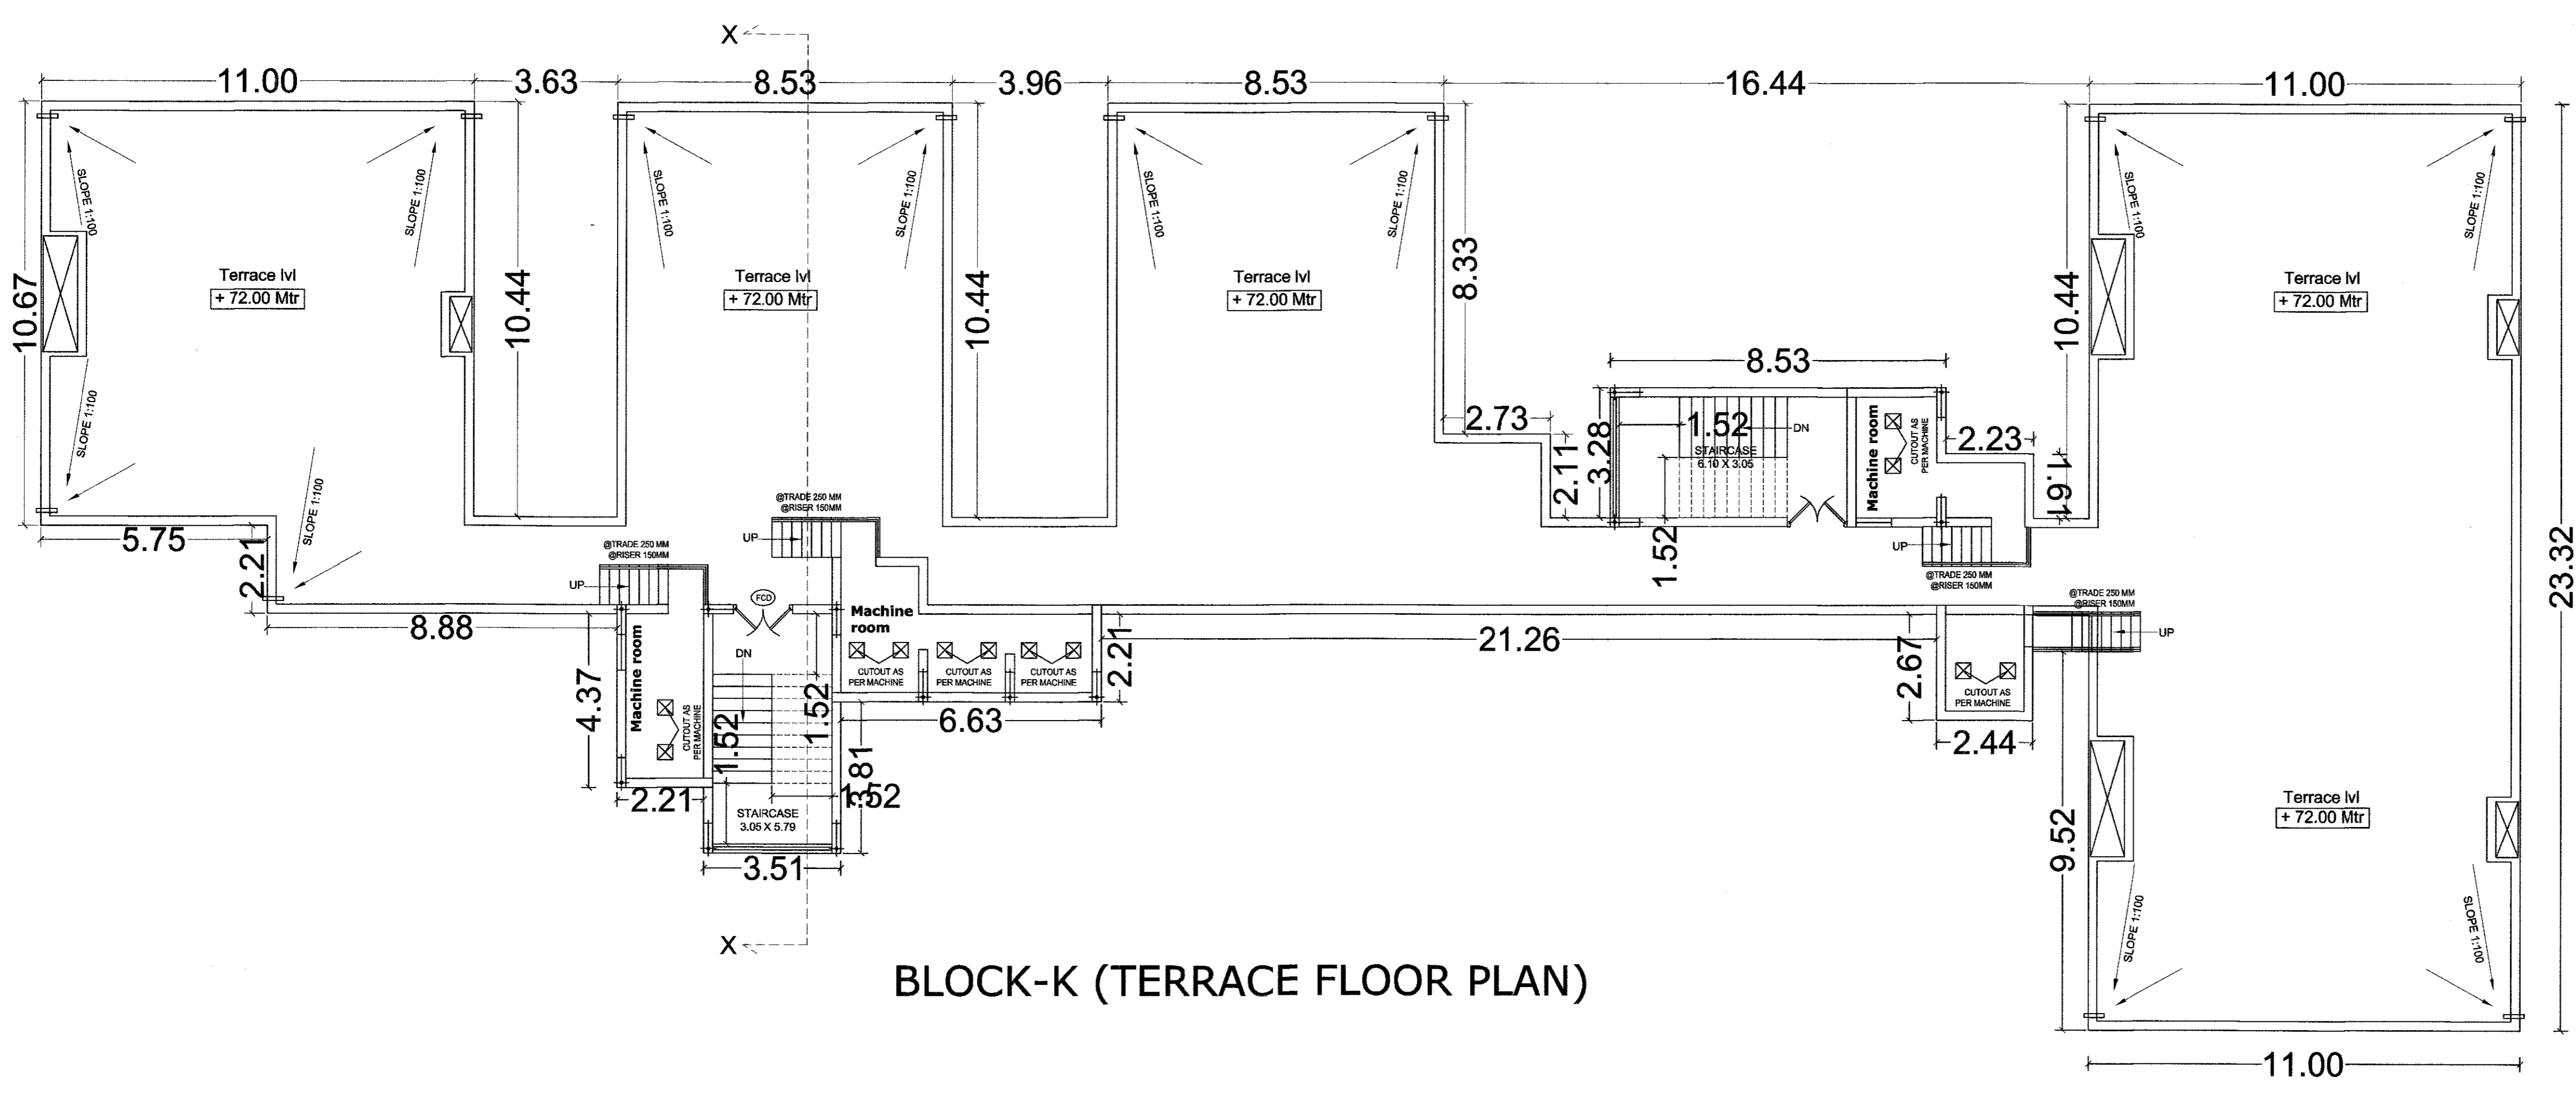 X
11.00
3.63
8.53
3.96
8.53
16.44
11.00
SLOPE 1:100
SLOPE 1:100
SLOPE 1:100
SLOPE 1:100
SLOPE 1:100
SLOPE 1:100
SLOPE 1:100
SLOPE 1:100
10.67
Terrace lvl
+ 72.00 Mtr
10.44
Terrace lvl
+ 72.00 Mtr
10.44
Terrace lvl
+ 72.00 Mtr
8.33
10.44
Terrace lvl
+ 72.00 Mtr
8.53
SLOPE 1:100
2.73
2.11
3.28
1.52
DN
STAIRCASE
6.10 X 3.05
Machine room
CUTOUT AS
PER MACHINE
2.23
1.61
SLOPE 1:100
5.75
2.21
@TRADE 250 MM
@RISER 150MM
UP
@TRADE 250 MM
@RISER 150MM
UP
1.52
UP
@TRADE 250 MM
@RISER 150MM
@TRADE 250 MM
@RISER 150MM
UP
23.32
8.88
FCD
Machine
room
CUTOUT AS
PER MACHINE
CUTOUT AS
PER MACHINE
CUTOUT AS
PER MACHINE
2.21
21.26
2.67
CUTOUT AS
PER MACHINE
2.44
4.37
Machine room
CUTOUT AS
PER MACHINE
DN
1.52
1.52
6.63
3.81
1.52
2.21
STAIRCASE
3.05 X 5.79
3.51
9.52
Terrace lvl
+ 72.00 Mtr
SLOPE 1:100
SLOPE 1:100
X
BLOCK-K (TERRACE FLOOR PLAN)
11.00